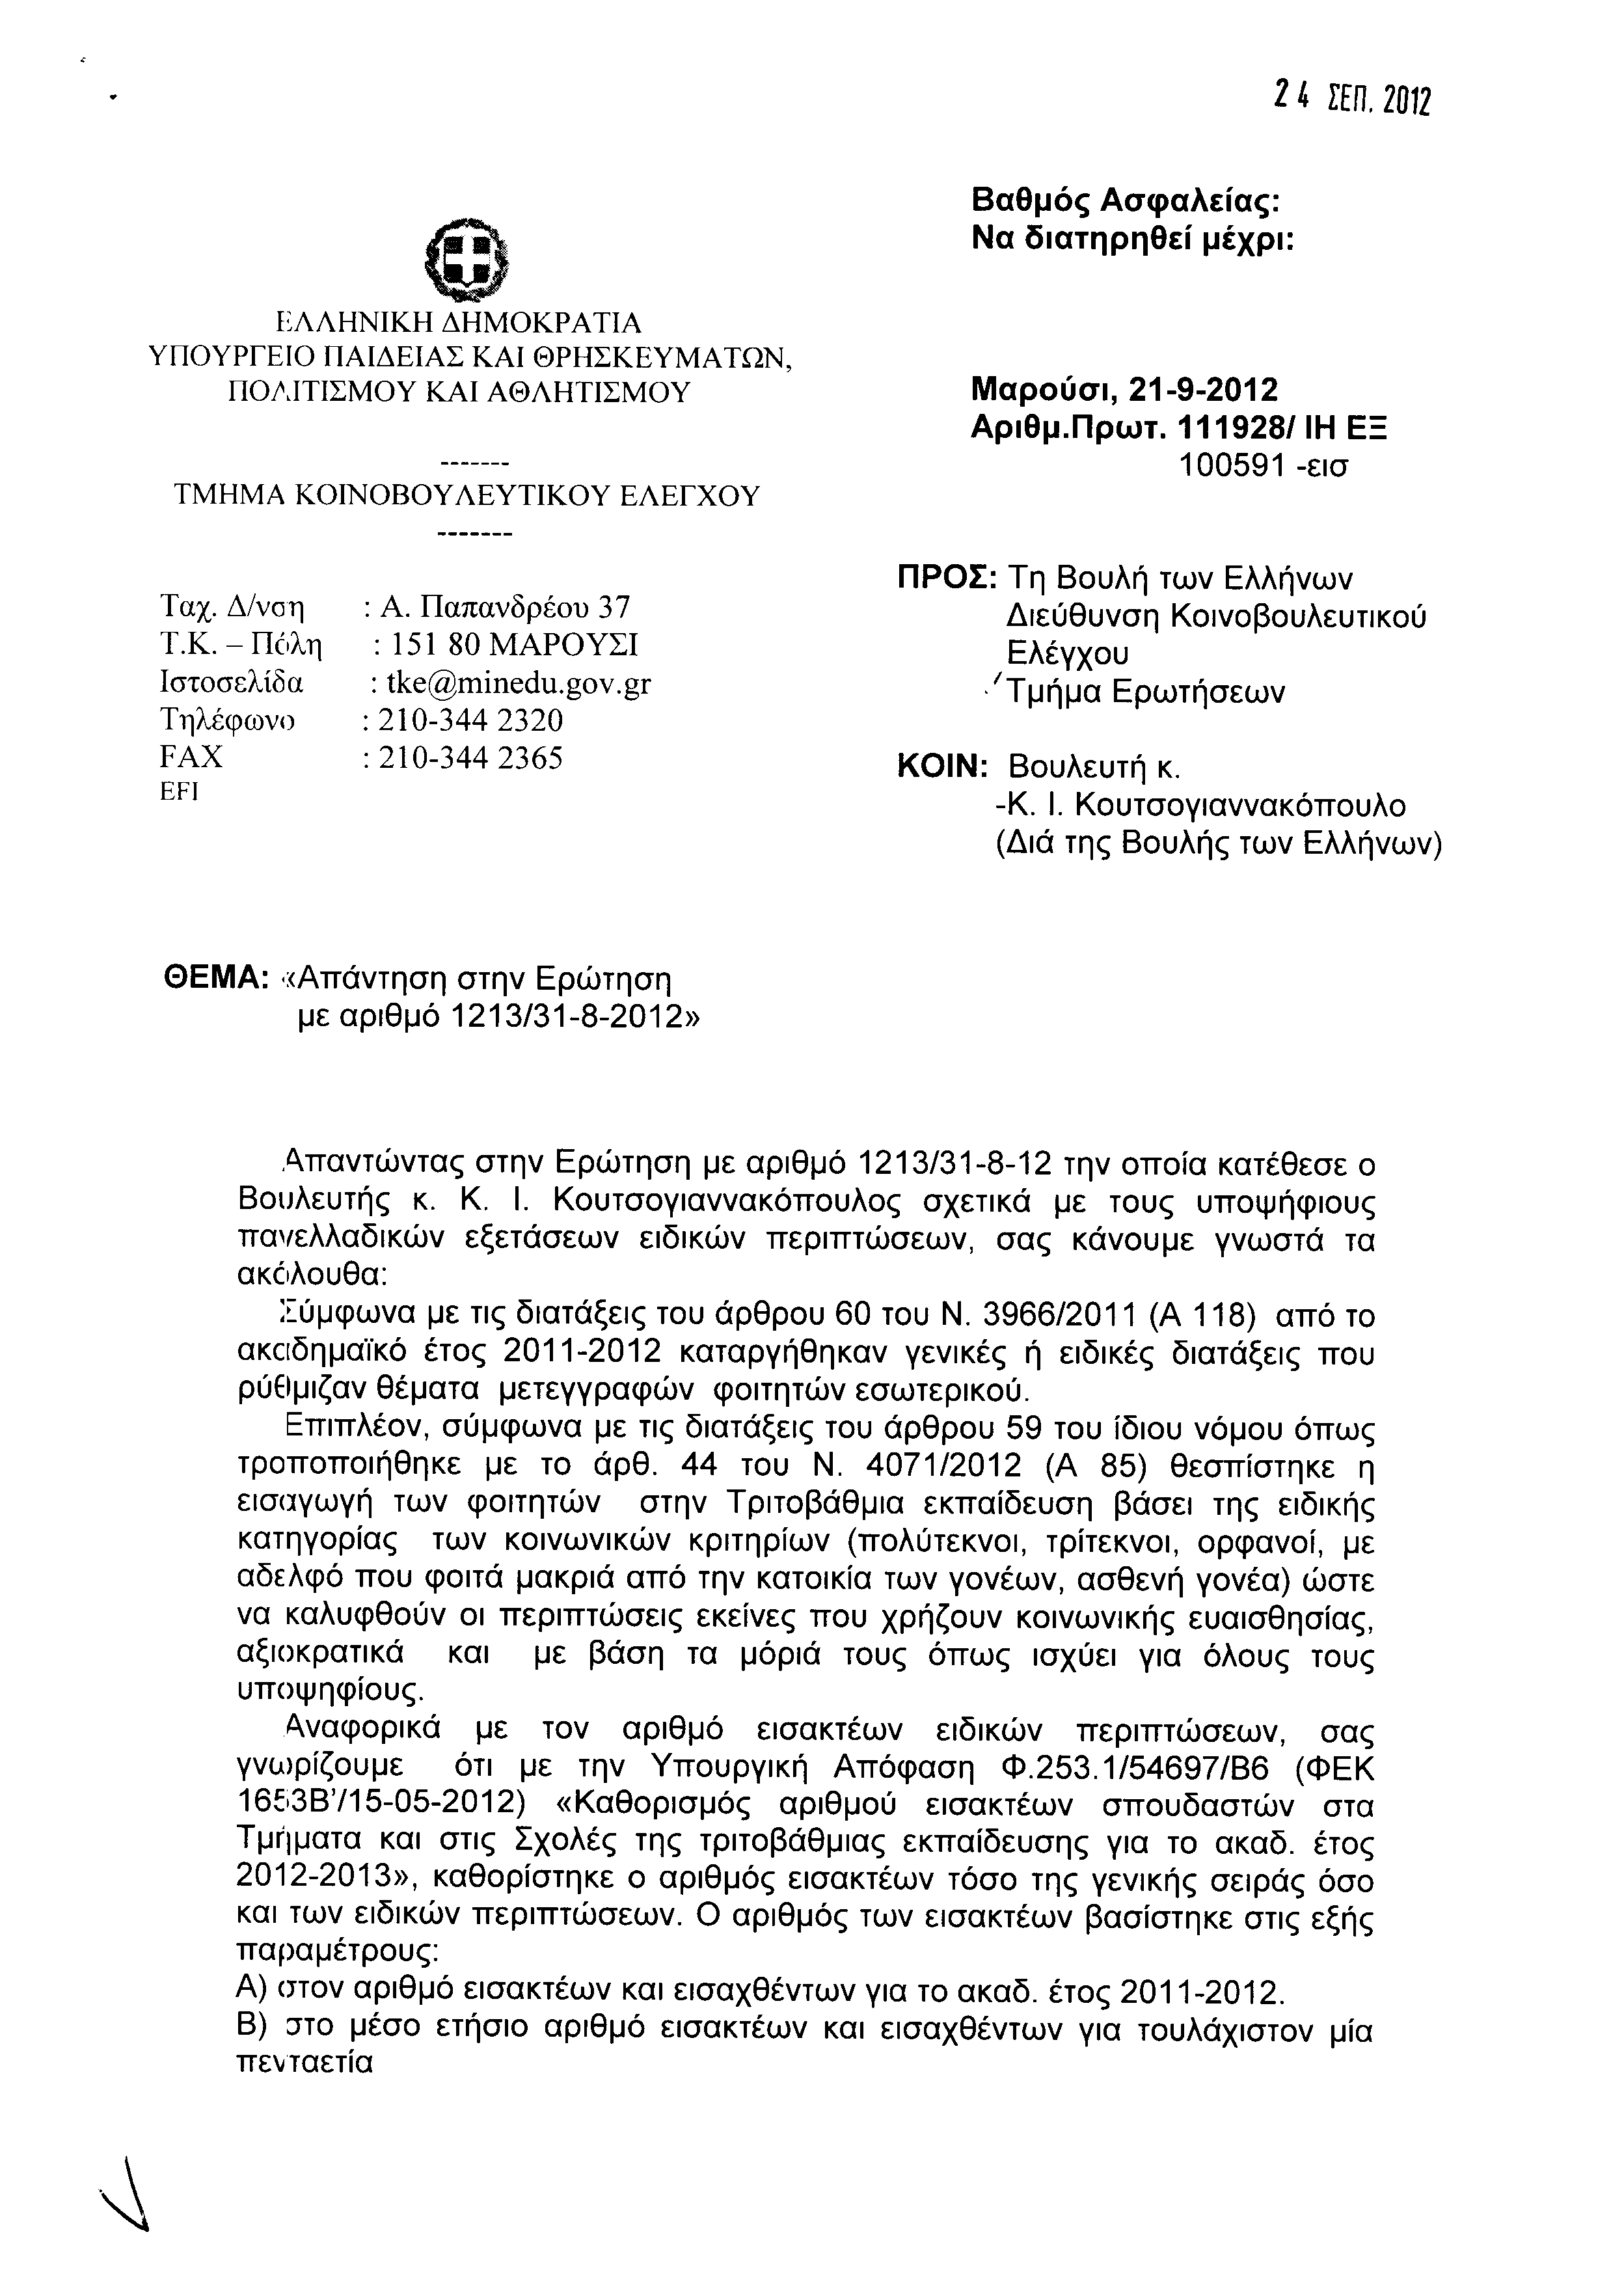 24 ΣΕΠ. 2012
Βαθμός Ασφαλείας:
Να διατηρηθεί μέχρι:
ΕΛΛΗΝΙΚΗ ΔΗΜΟΚΡΑΤΙΑ
ΥΠΟΥΡΓΕΙΟ ΠΑΙΔΕΙΑΣ ΚΑΙ ΘΡΗΣΚΕΥΜΑΤΩΝ,
ΠΟΛΙΤΙΣΜΟΥ ΚΑΙ ΑΘΛΗΤΙΣΜΟΥ
-------
ΤΜΗΜΑ ΚΟΙΝΟΒΟΥΛΕΥΤΙΚΟΥ ΕΛΕΓΧΟΥ
-------
Μαρούσι, 21-9-2012
Αριθμ.Πρωτ. 111928/ ΙΗ ΕΞ
100591 -εισ
Ταχ. Δ/νση : Α. Παπανδρέου 37
Τ.Κ. – Πόλη : 151 80 ΜΑΡΟΥΣΙ
Ιστοσελίδα : tke@minedu.gov.gr
Τηλέφωνο : 210-344 2320
FAX : 210-344 2365
EFI
ΠΡΟΣ: Τη Βουλή των Ελλήνων
Διεύθυνση Κοινοβουλευτικού
Ελέγχου
Τμήμα Ερωτήσεων
ΚΟΙΝ: Βουλευτή κ.
-Κ. Ι. Κουτσογιαννακόπουλο
(Διά της Βουλής των Ελλήνων)
ΘΕΜΑ: «Απάντηση στην Ερώτηση
με αριθμό 1213/31-8-2012»
Απαντώντας στην Ερώτηση με αριθμό 1213/31-8-12 την οποία κατέθεσε ο
Βουλευτής κ. Κ. Ι. Κουτσογιαννακόπουλος σχετικά με τους υποψήφιους
πανελλαδικών εξετάσεων ειδικών περιπτώσεων, σας κάνουμε γνωστά τα
ακόλουθα:
Σύμφωνα με τις διατάξεις του άρθρου 60 του Ν. 3966/2011 (Α 118) από το
ακαδημαϊκό έτος 2011-2012 καταργήθηκαν γενικές ή ειδικές διατάξεις που
ρύθμιζαν θέματα μετεγγραφών φοιτητών εσωτερικού.
Επιπλέον, σύμφωνα με τις διατάξεις του άρθρου 59 του ίδιου νόμου όπως
τροποποιήθηκε με το άρθ. 44 του Ν. 4071/2012 (Α 85) θεσπίστηκε η
εισαγωγή των φοιτητών στην Τριτοβάθμια εκπαίδευση βάσει της ειδικής
κατηγορίας των κοινωνικών κριτηρίων (πολύτεκνοι, τρίτεκνοι, ορφανοί, με
αδελφό που φοιτά μακριά από την κατοικία των γονέων, ασθενή γονέα) ώστε
να καλυφθούν οι περιπτώσεις εκείνες που χρήζουν κοινωνικής ευαισθησίας,
αξιοκρατικά και με βάση τα μόριά τους όπως ισχύει για όλους τους
υποψηφίους.
Αναφορικά με τον αριθμό εισακτέων ειδικών περιπτώσεων, σας
γνωρίζουμε ότι με την Υπουργική Απόφαση Φ.253.1/54697/Β6 (ΦΕΚ
1653Β'/15-05-2012) «Καθορισμός αριθμού εισακτέων σπουδαστών στα
Τμήματα και στις Σχολές της τριτοβάθμιας εκπαίδευσης για το ακαδ. έτος
2012-2013», καθορίστηκε ο αριθμός εισακτέων τόσο της γενικής σειράς όσο
και των ειδικών περιπτώσεων. Ο αριθμός των εισακτέων βασίστηκε στις εξής
παραμέτρους:
Α) στον αριθμό εισακτέων και εισαχθέντων για το ακαδ. έτος 2011-2012.
Β) στο μέσο ετήσιο αριθμό εισακτέων και εισαχθέντων για τουλάχιστον μία
πενταετία